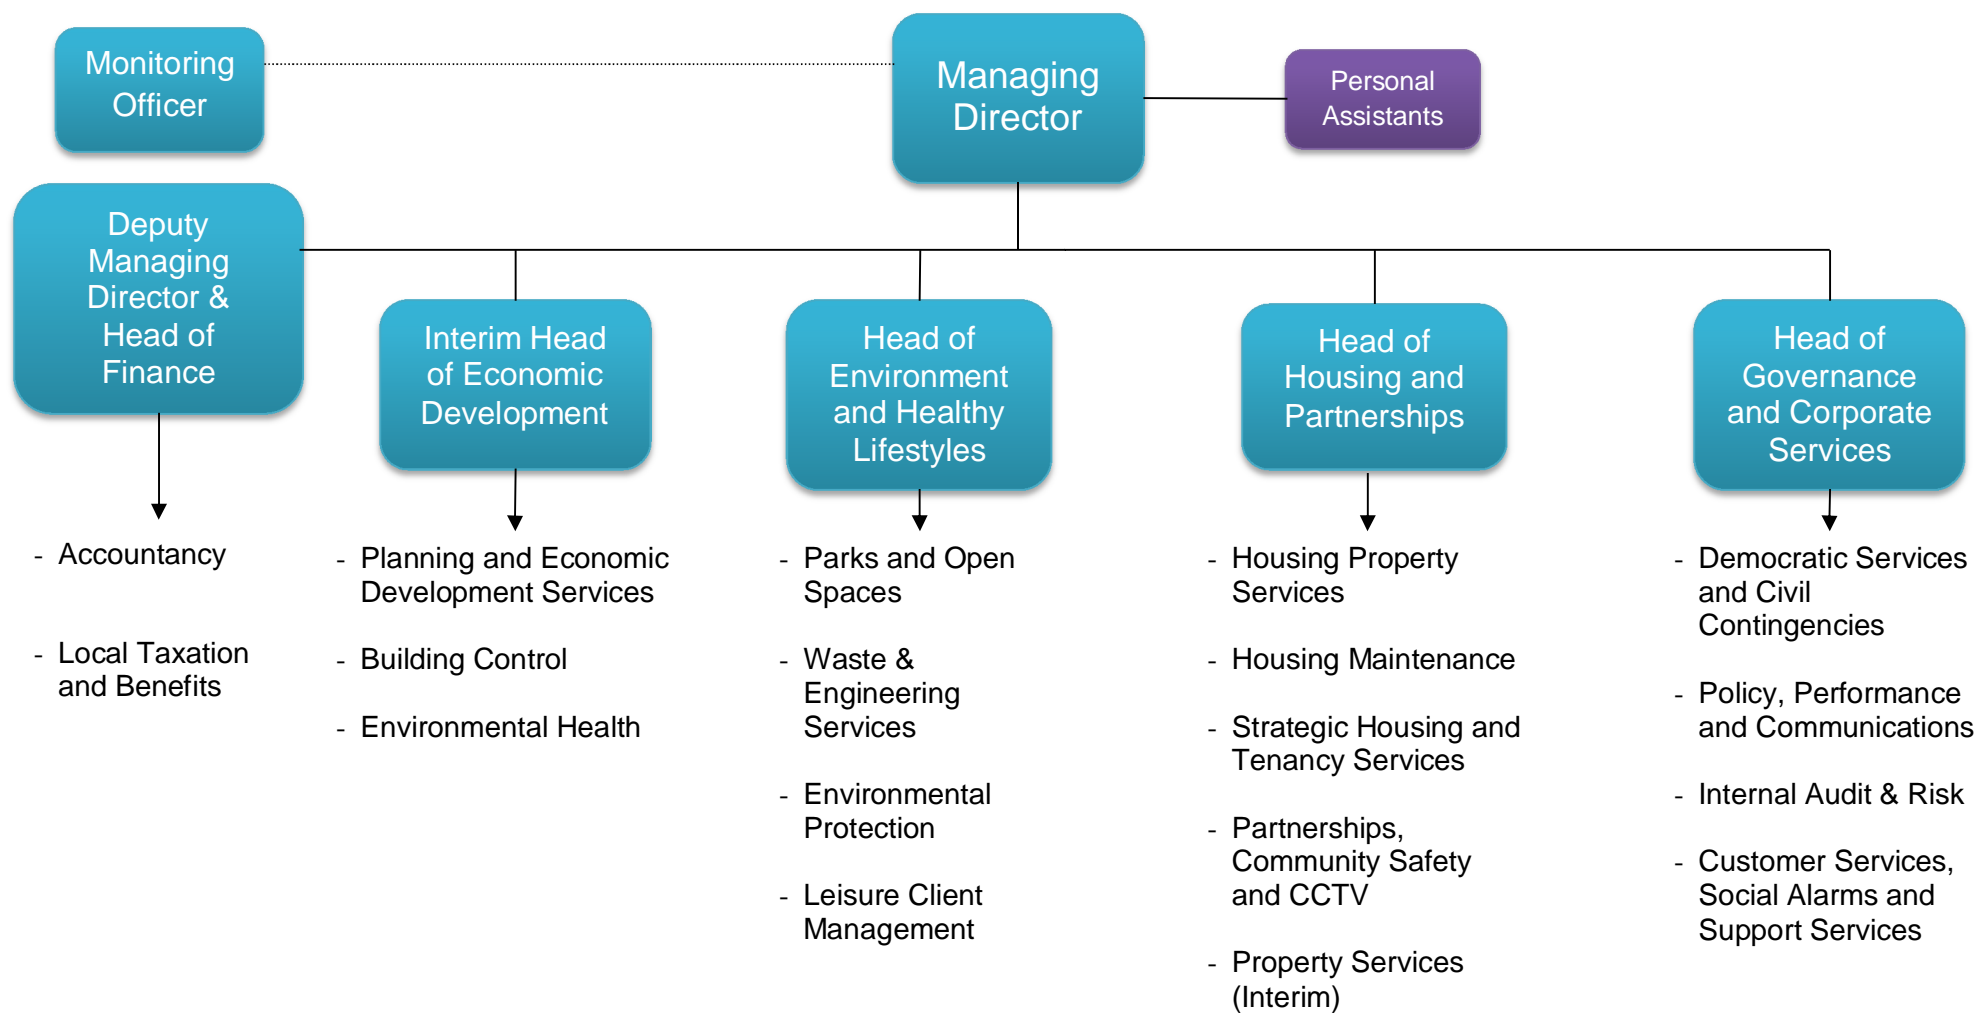 Monitoring
Officer
Managing
Director
Personal
Assistants
Deputy
Managing
Director &
Head of
Finance
Interim Head
of Economic
Development
Head of
Environment
and Healthy
Lifestyles
Head of
Housing and
Partnerships
Head of
Governance
and Corporate
Services
- Accountancy
- Local Taxation
and Benefits
- Planning and Economic
Development Services
- Building Control
- Environmental Health
- Parks and Open
Spaces
- Waste &
Engineering
Services
- Environmental
Protection
- Leisure Client
Management
- Housing Property
Services
- Housing Maintenance
- Strategic Housing and
Tenancy Services
- Partnerships,
Community Safety
and CCTV
- Property Services
(Interim)
- Democratic Services
and Civil
Contingencies
- Policy, Performance
and Communications
- Internal Audit & Risk
- Customer Services,
Social Alarms and
Support Services